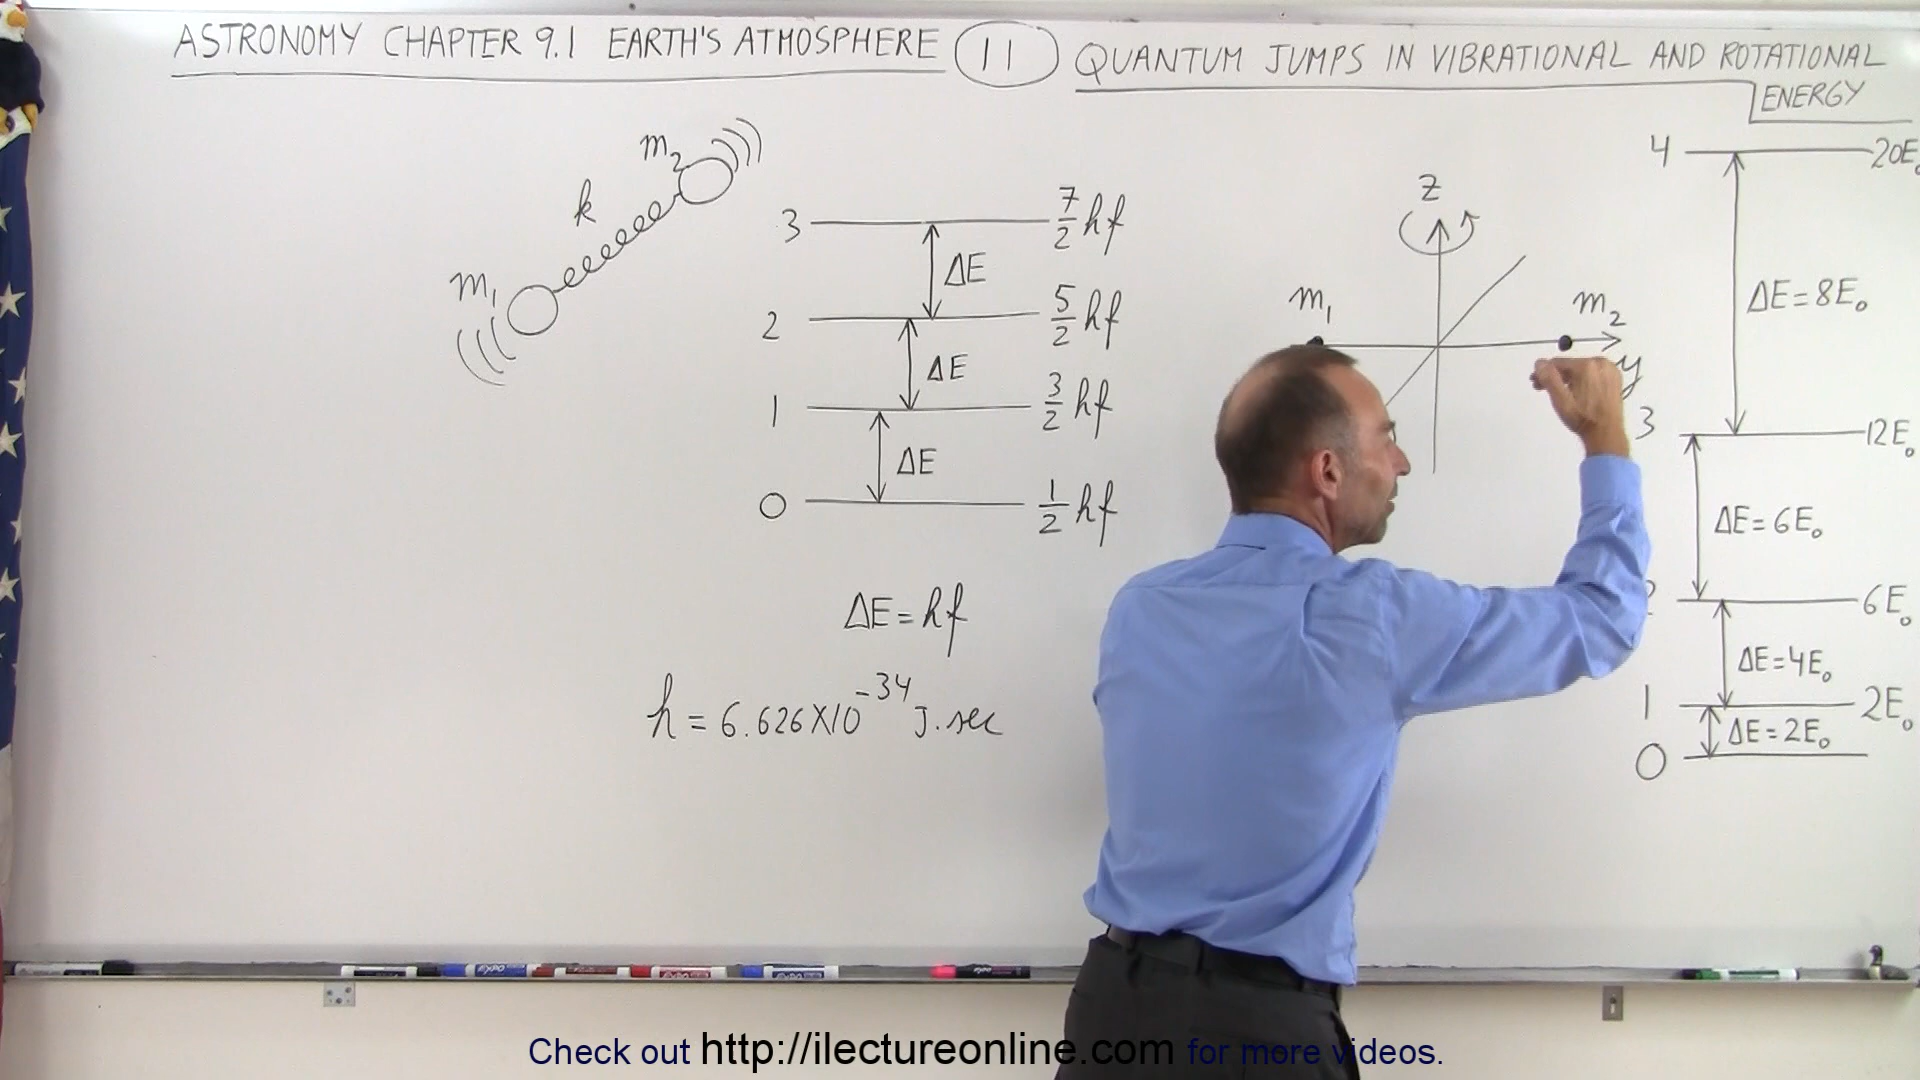 ASTRONOMY CHAPTER 9.1 EARTH'S ATMOSPHERE 11 QUANTUM JUMPS IN VIBRATIONAL AND ROTATIONAL
ENERGY
m₂
k
m₁
3 7/2 hf
ΔE
2 5/2 hf
ΔE
1 3/2 hf
ΔE
0 1/2 hf
ΔE = hf
h = 6.626X10⁻³⁴ J.sec
z
m₁
m₂
y
4 20E₀
ΔE = 8E₀
3 12E₀
ΔE = 6E₀
6E₀
ΔE = 4E₀
1 2E₀
ΔE = 2E₀
0
EXPO
Check out http://ilectureonline.com for more videos.